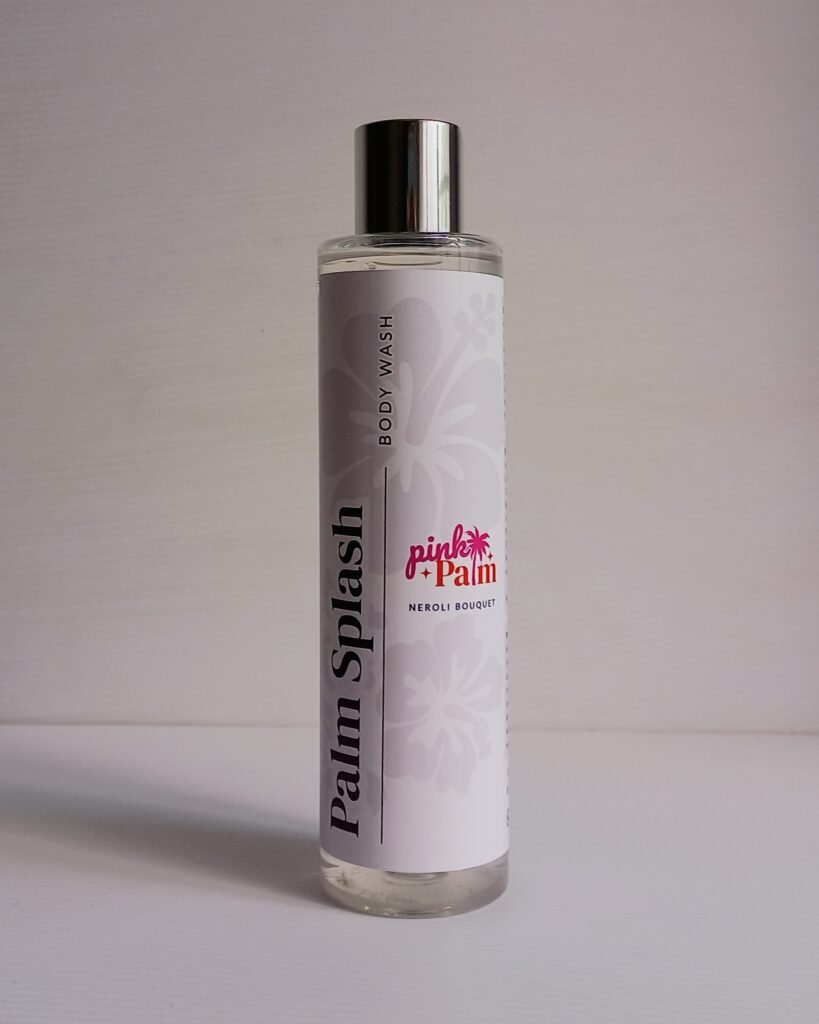 Palm Splash
BODY WASH
pink
Palm
NEROLI BOUQUET